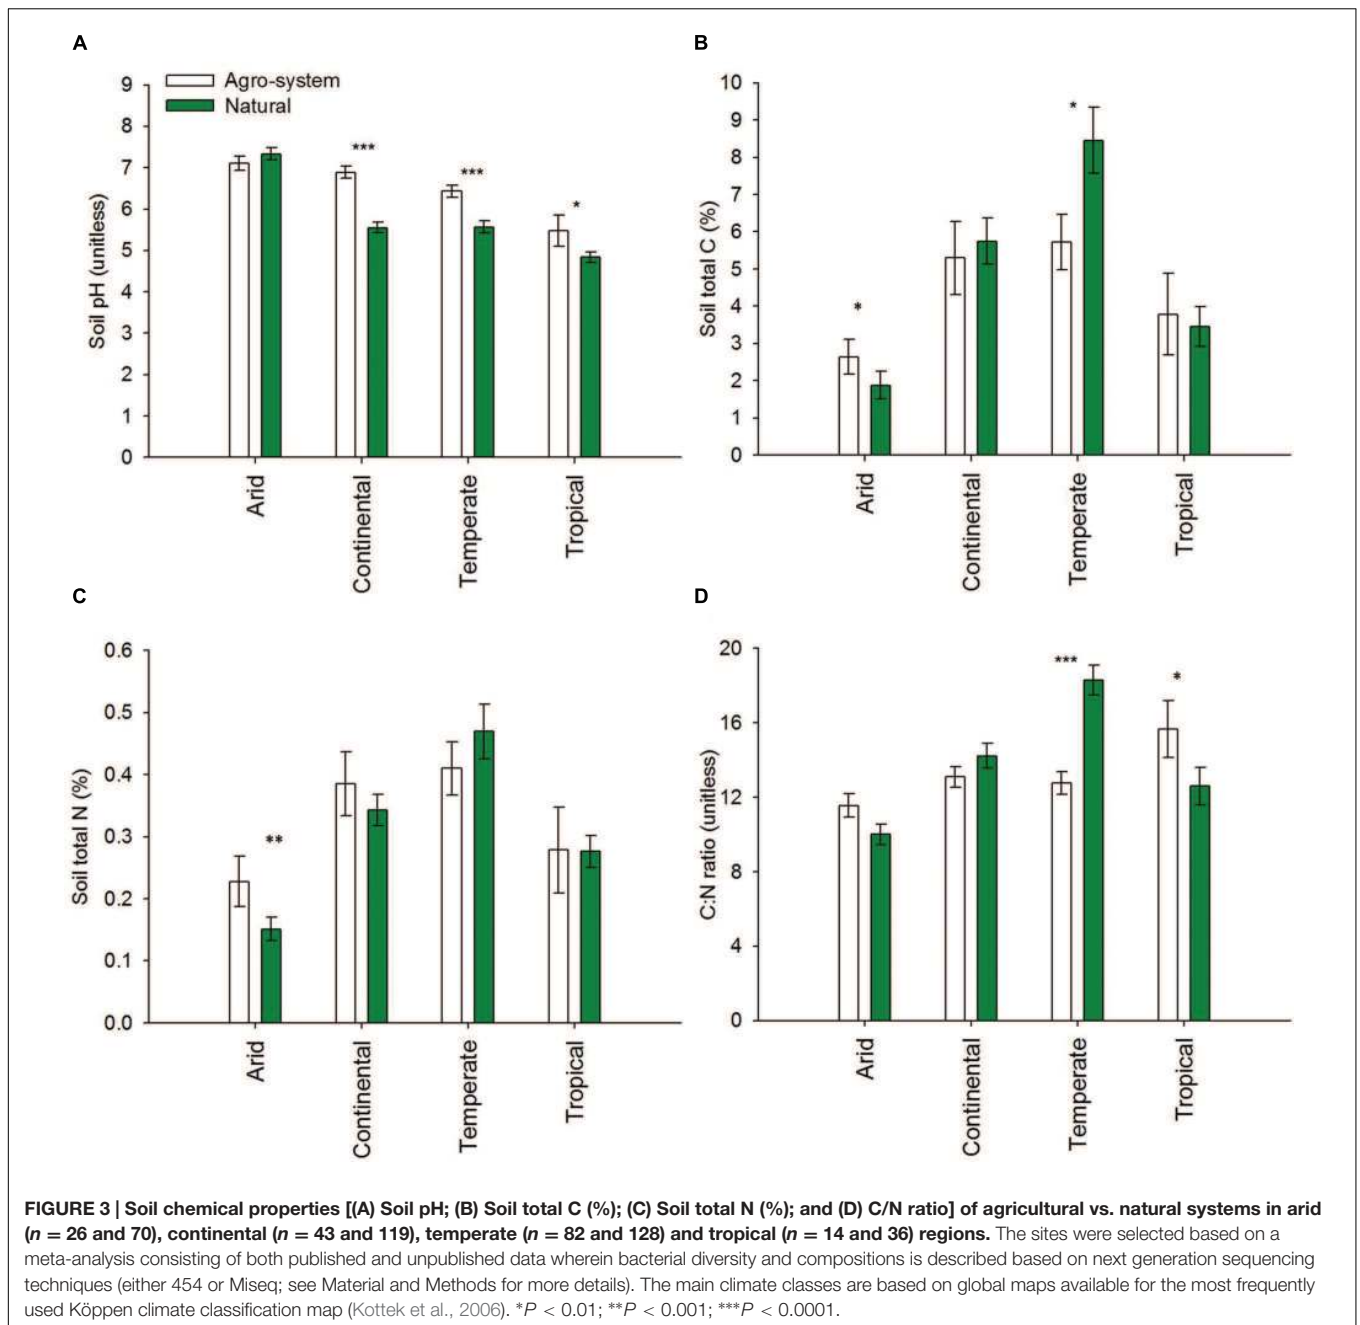 A
Agro-system
Natural
Soil pH (unitless)
9
8
7
6
5
4
3
2
1
0
***
***
*
Arid
Continental
Temperate
Tropical
B
Soil total C (%)
10
9
8
7
6
5
4
3
2
1
0
*
*
Arid
Continental
Temperate
Tropical
C
Soil total N (%)
0.6
0.5
0.4
0.3
0.2
0.1
0.0
**
Arid
Continental
Temperate
Tropical
D
C:N ratio (unitless)
20
16
12
8
4
0
***
*
Arid
Continental
Temperate
Tropical
FIGURE 3 | Soil chemical properties [(A) Soil pH; (B) Soil total C (%); (C) Soil total N (%); and (D) C/N ratio] of agricultural vs. natural systems in arid
(n = 26 and 70), continental (n = 43 and 119), temperate (n = 82 and 128) and tropical (n = 14 and 36) regions. The sites were selected based on a
meta-analysis consisting of both published and unpublished data wherein bacterial diversity and compositions is described based on next generation sequencing
techniques (either 454 or Miseq; see Material and Methods for more details). The main climate classes are based on global maps available for the most frequently
used Köppen climate classification map (Kottek et al., 2006). *P < 0.01; **P < 0.001; ***P < 0.0001.